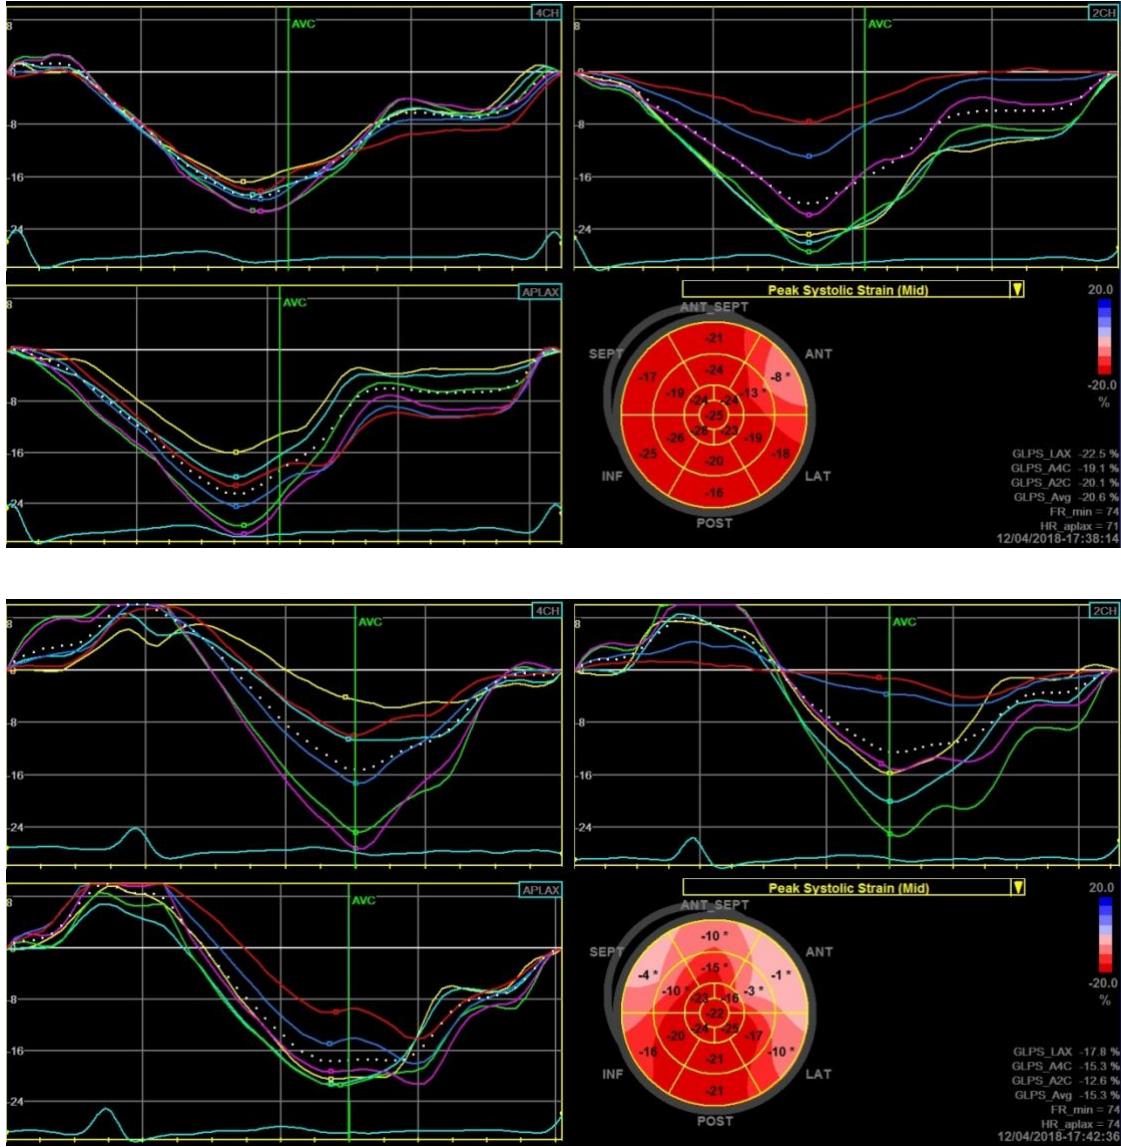 4CH
AVC
8
-8
-16
-24
2CH
AVC
0
-8
-16
-24
APLAX
AVC
8
-8
-16
-24
Peak Systolic Strain (Mid)
20.0
-20.0
%
ANT_SEPT
SEPT ANT
-21
-17 -24 -8 *
-19 -13 *
-24 -24
-25
-28 -23
-26 -19
-25 -20 -18
-16
INF LAT
POST
GLPS_LAX -22.5 %
GLPS_A4C -19.1 %
GLPS_A2C -20.1 %
GLPS_Avg -20.6 %
FR_min = 74
HR_aplax = 71
12/04/2018-17:38:14
4CH
AVC
8
-8
-16
-24
2CH
AVC
8
-8
-16
-24
APLAX
AVC
8
0
-8
-16
-24
Peak Systolic Strain (Mid)
20.0
-20.0
%
ANT_SEPT
SEPT ANT
-10 *
-4 * -15 * -1 *
-10 * -3 *
-23 -16
-22
-24 -25
-20 -17
-16 -21 -10 *
-21
INF LAT
POST
GLPS_LAX -17.8 %
GLPS_A4C -15.3 %
GLPS_A2C -12.6 %
GLPS_Avg -15.3 %
FR_min = 74
HR_aplax = 74
12/04/2018-17:42:36